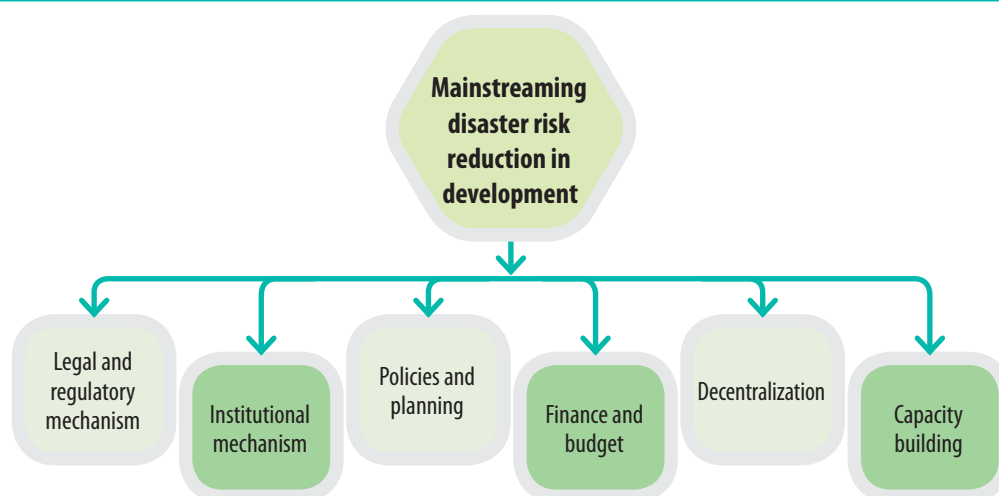 Mainstreaming
disaster risk
reduction in
development
Legal and
regulatory
mechanism
Institutional
mechanism
Policies and
planning
Finance and
budget
Decentralization
Capacity
building